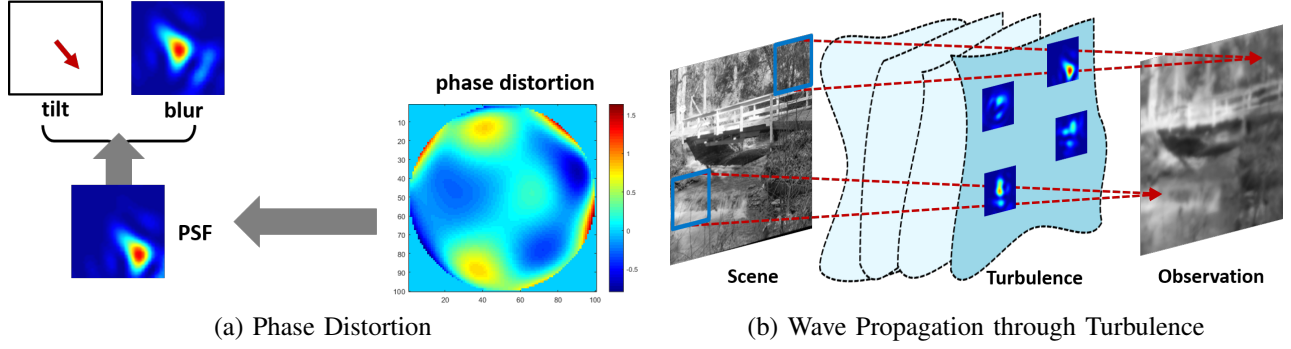 tilt
blur
PSF
phase distortion
10
20
30
40
50
60
70
80
90
100
20
40
60
80
100
1.5
1
0.5
0
-0.5
Scene
Turbulence
Observation
(a) Phase Distortion
(b) Wave Propagation through Turbulence